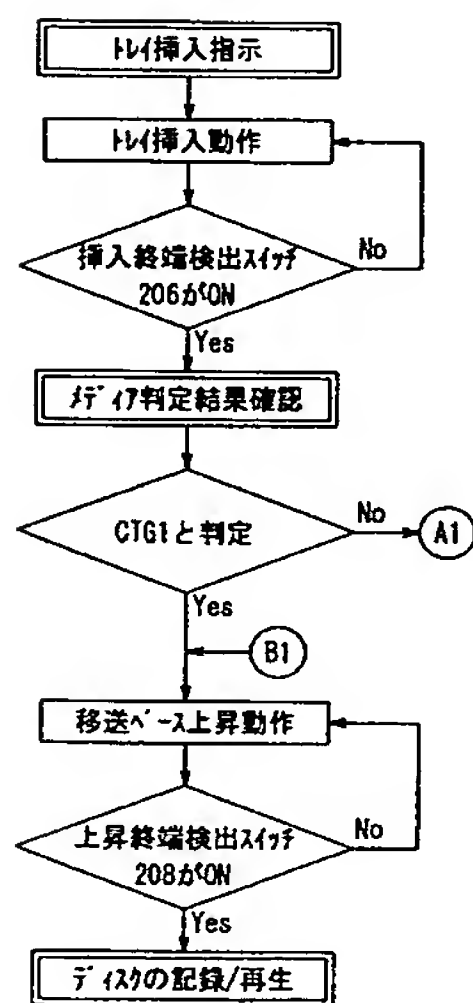 トレイ挿入指示
トレイ挿入動作
挿入終端検出スイッチ
206がON
No
Yes
メディア判定結果確認
CTG1と判定
No
A1
Yes
B1
移送ベース上昇動作
上昇終端検出スイッチ
208がON
No
Yes
ディスクの記録/再生